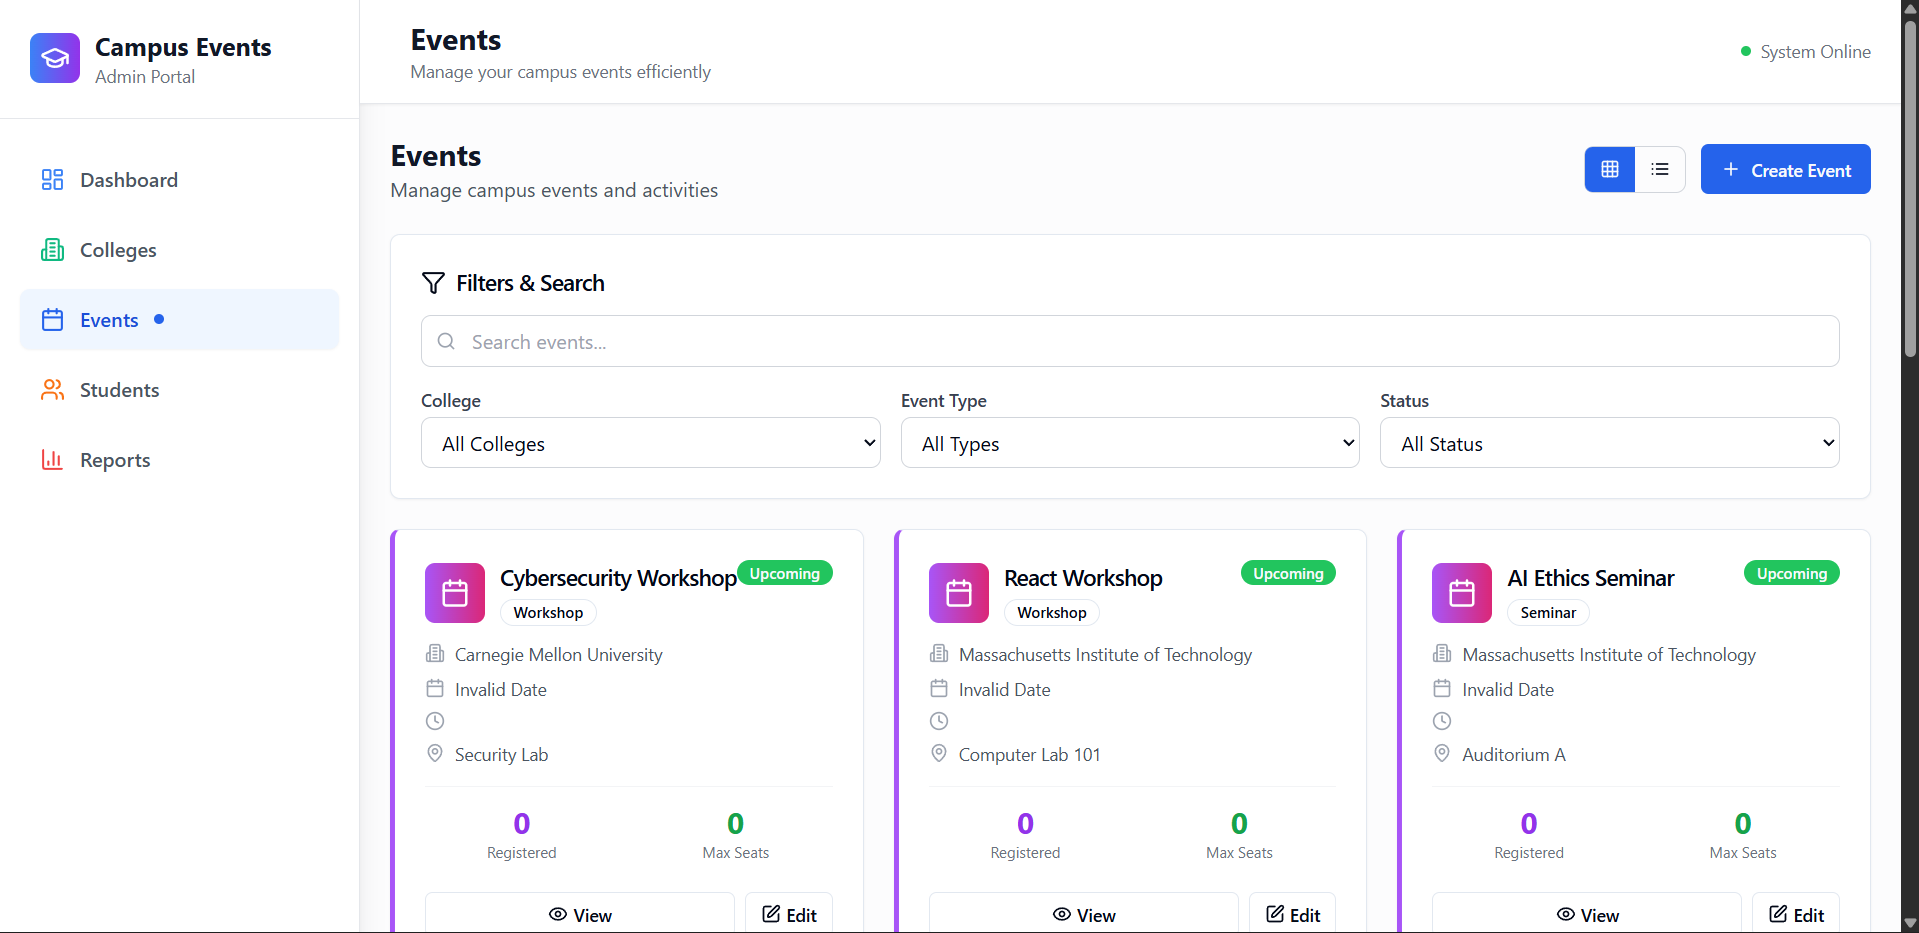 Campus Events
Admin Portal
Dashboard
Colleges
Events
Students
Reports
Events
Manage your campus events efficiently
System Online
Events
Manage campus events and activities
Create Event
Filters & Search
Search events...
College
Event Type
Status
All Colleges
All Types
All Status
Cybersecurity Workshop
Upcoming
Workshop
Carnegie Mellon University
Invalid Date
Security Lab
0
Registered
0
Max Seats
View
Edit
React Workshop
Upcoming
Workshop
Massachusetts Institute of Technology
Invalid Date
Computer Lab 101
0
Registered
0
Max Seats
View
Edit
AI Ethics Seminar
Upcoming
Seminar
Massachusetts Institute of Technology
Invalid Date
Auditorium A
0
Registered
0
Max Seats
View
Edit